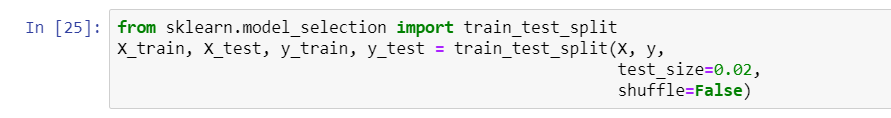 In [25]: from sklearn.model_selection import train_test_split
X_train, X_test, y_train, y_test = train_test_split(X, y,
test_size=0.02,
shuffle=False)